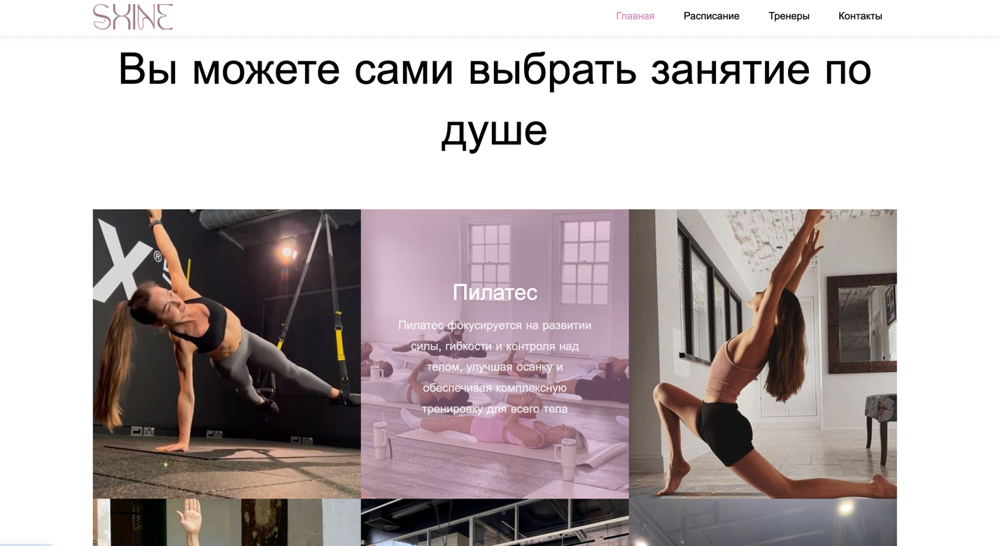 SHINE
Главная Расписание Тренеры Контакты
Вы можете сами выбрать занятие по
душе
X®
Пилатес
Пилатес фокусируется на развитии
силы, гибкости и контроля над
телом, улучшая осанку и
обеспечивая комплексную
тренировку для всего тела